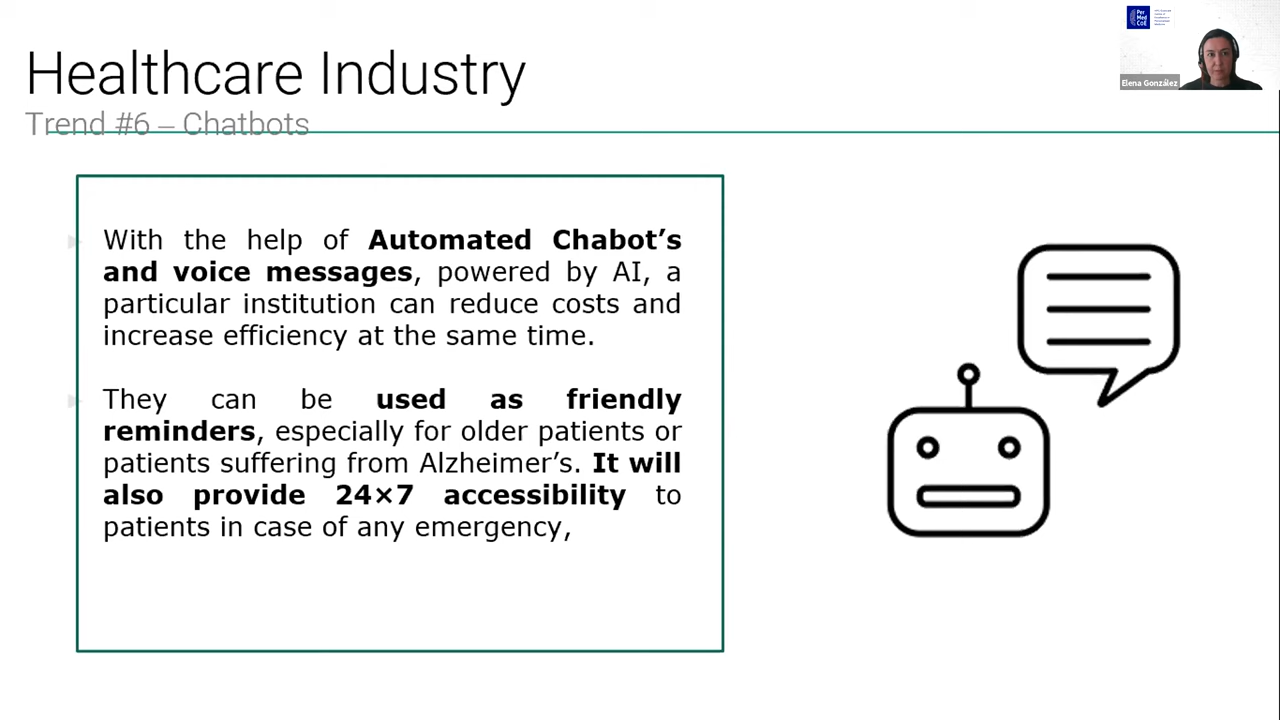 Healthcare Industry
Trend #6 – Chatbots
Per
Med
CoE
Elena González
With the help of Automated Chabot’s
and voice messages, powered by AI, a
particular institution can reduce costs and
increase efficiency at the same time.
They can be used as friendly
reminders, especially for older patients or
patients suffering from Alzheimer’s. It will
also provide 24×7 accessibility to
patients in case of any emergency,